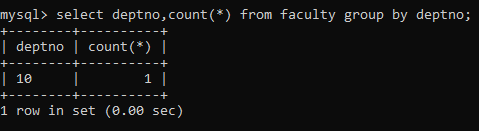 mysql> select deptno,count(*) from faculty group by deptno;
+--------+----------+
| deptno | count(*) |
+--------+----------+
| 10     |        1 |
+--------+----------+
1 row in set (0.00 sec)